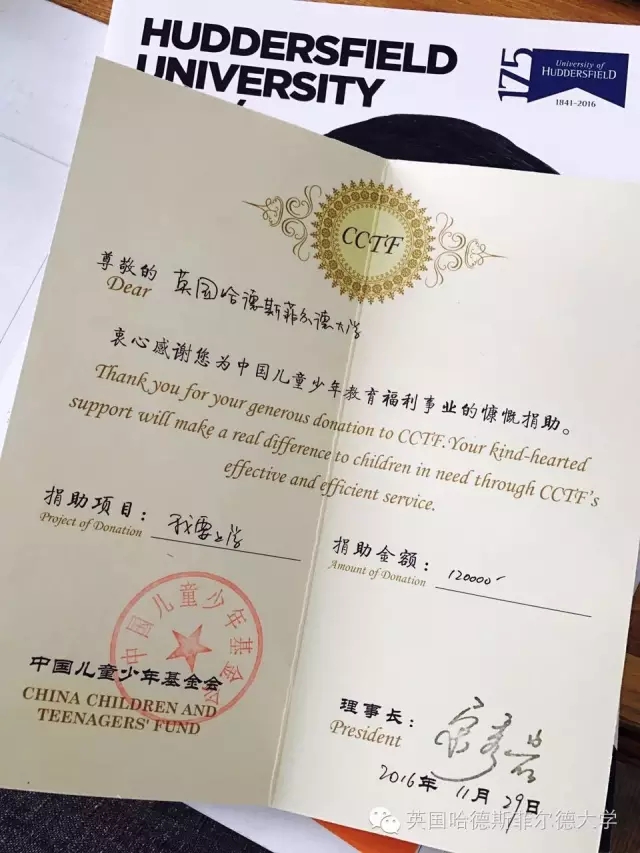 HUDDERSFIELD
UNIVERSITY
175
University of
HUDDERSFIELD
1841-2016
CCTF
尊敬的 英国哈德斯菲尔德大学
Dear
衷心感谢您为中国儿童少年教育福利事业的慷慨捐助。
Thank you for your generous donation to CCTF.Your kind-hearted
support will make a real difference to children in need through CCTF's
effective and efficient service.
捐助项目： 我要上学
Project of Donation
捐助金额： 120000
Amount of Donation
中国儿童少年基金会
中国儿童少年基金会
CHINA CHILDREN AND
TEENAGERS' FUND
理事长：
President
2016年 11月 29日
英国哈德斯菲尔德大学